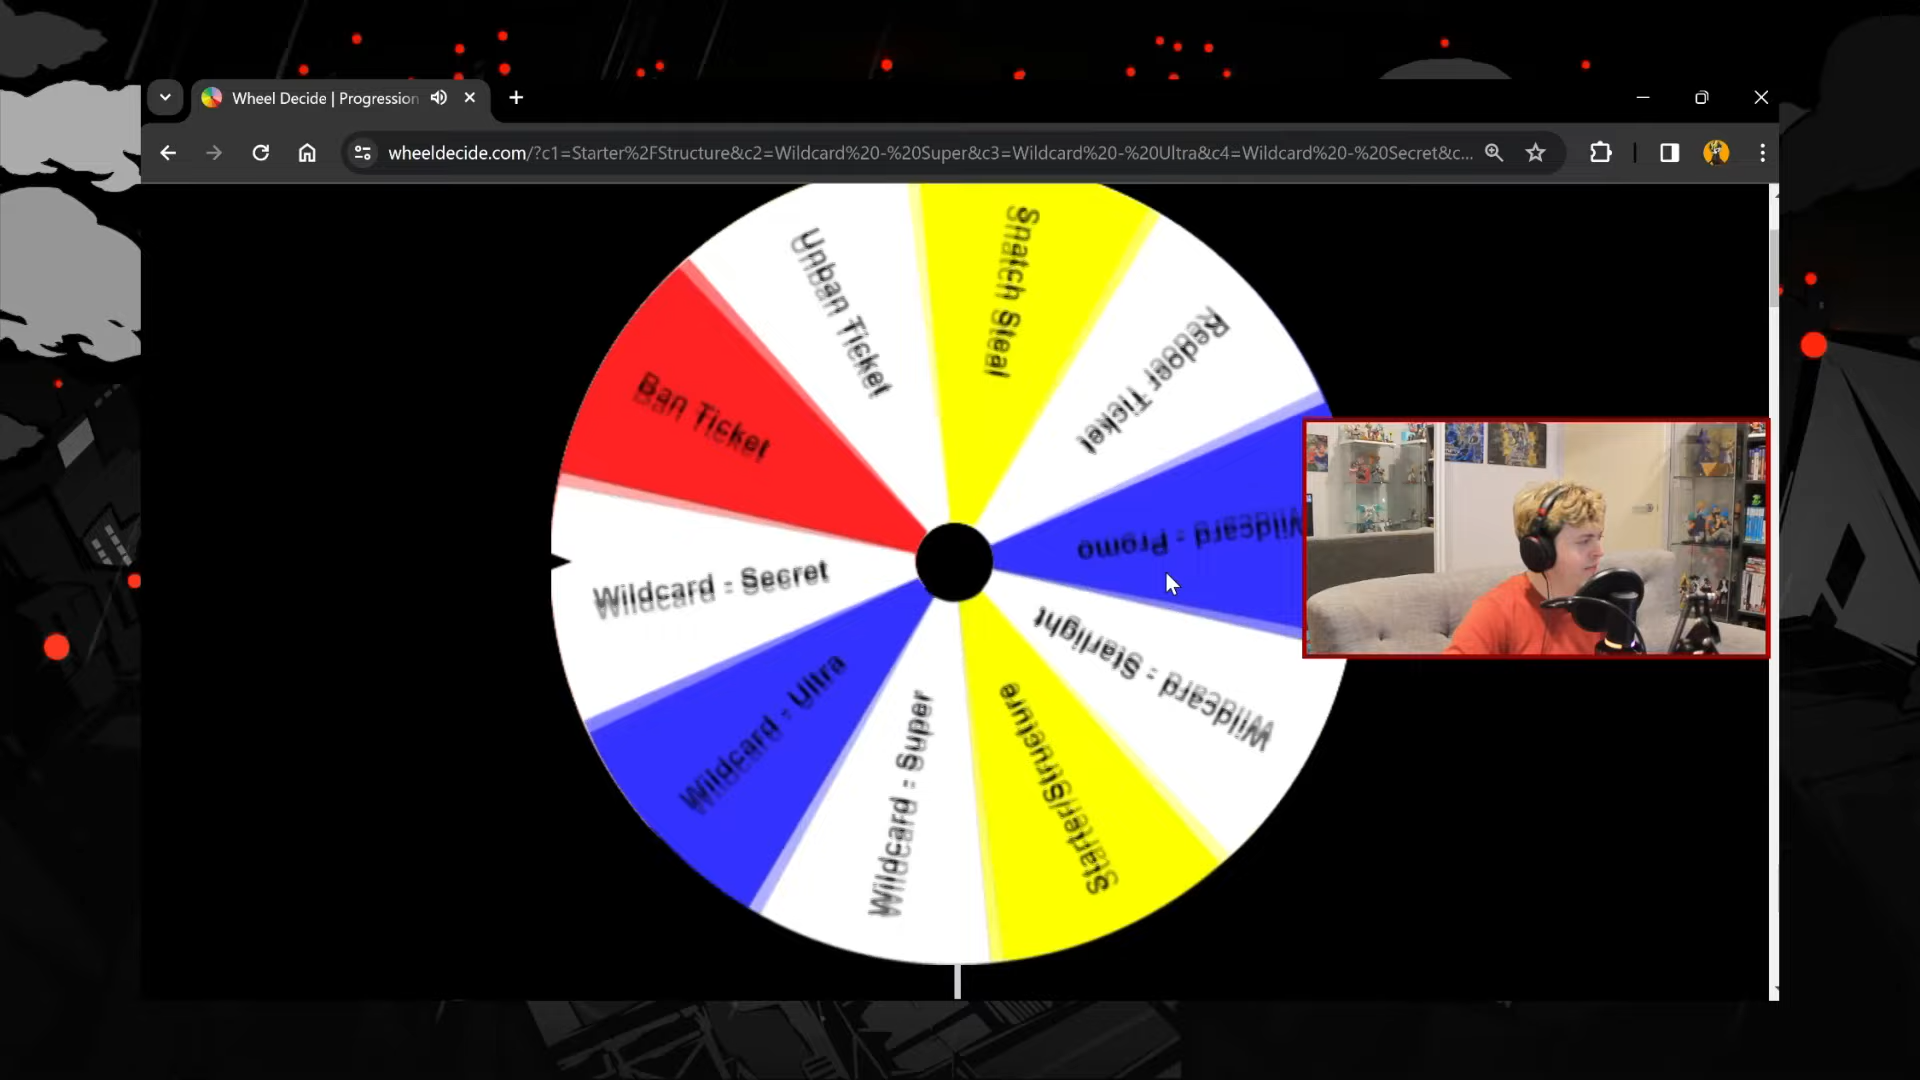 Wheel Decide | Progression
wheeldecide.com/?c1=Starter%2FStructure&c2=Wildcard%20-%20Super&c3=Wildcard%20-%20Ultra&c4=Wildcard%20-%20Secret&c...
Unban Ticket
Snatch Steal
Redoer Ticket
Ban Ticket
Wildcard - Promo
Wildcard - Secret
Wildcard - Starlight
Wildcard - Ultra
Wildcard - Super
Starter/Structure